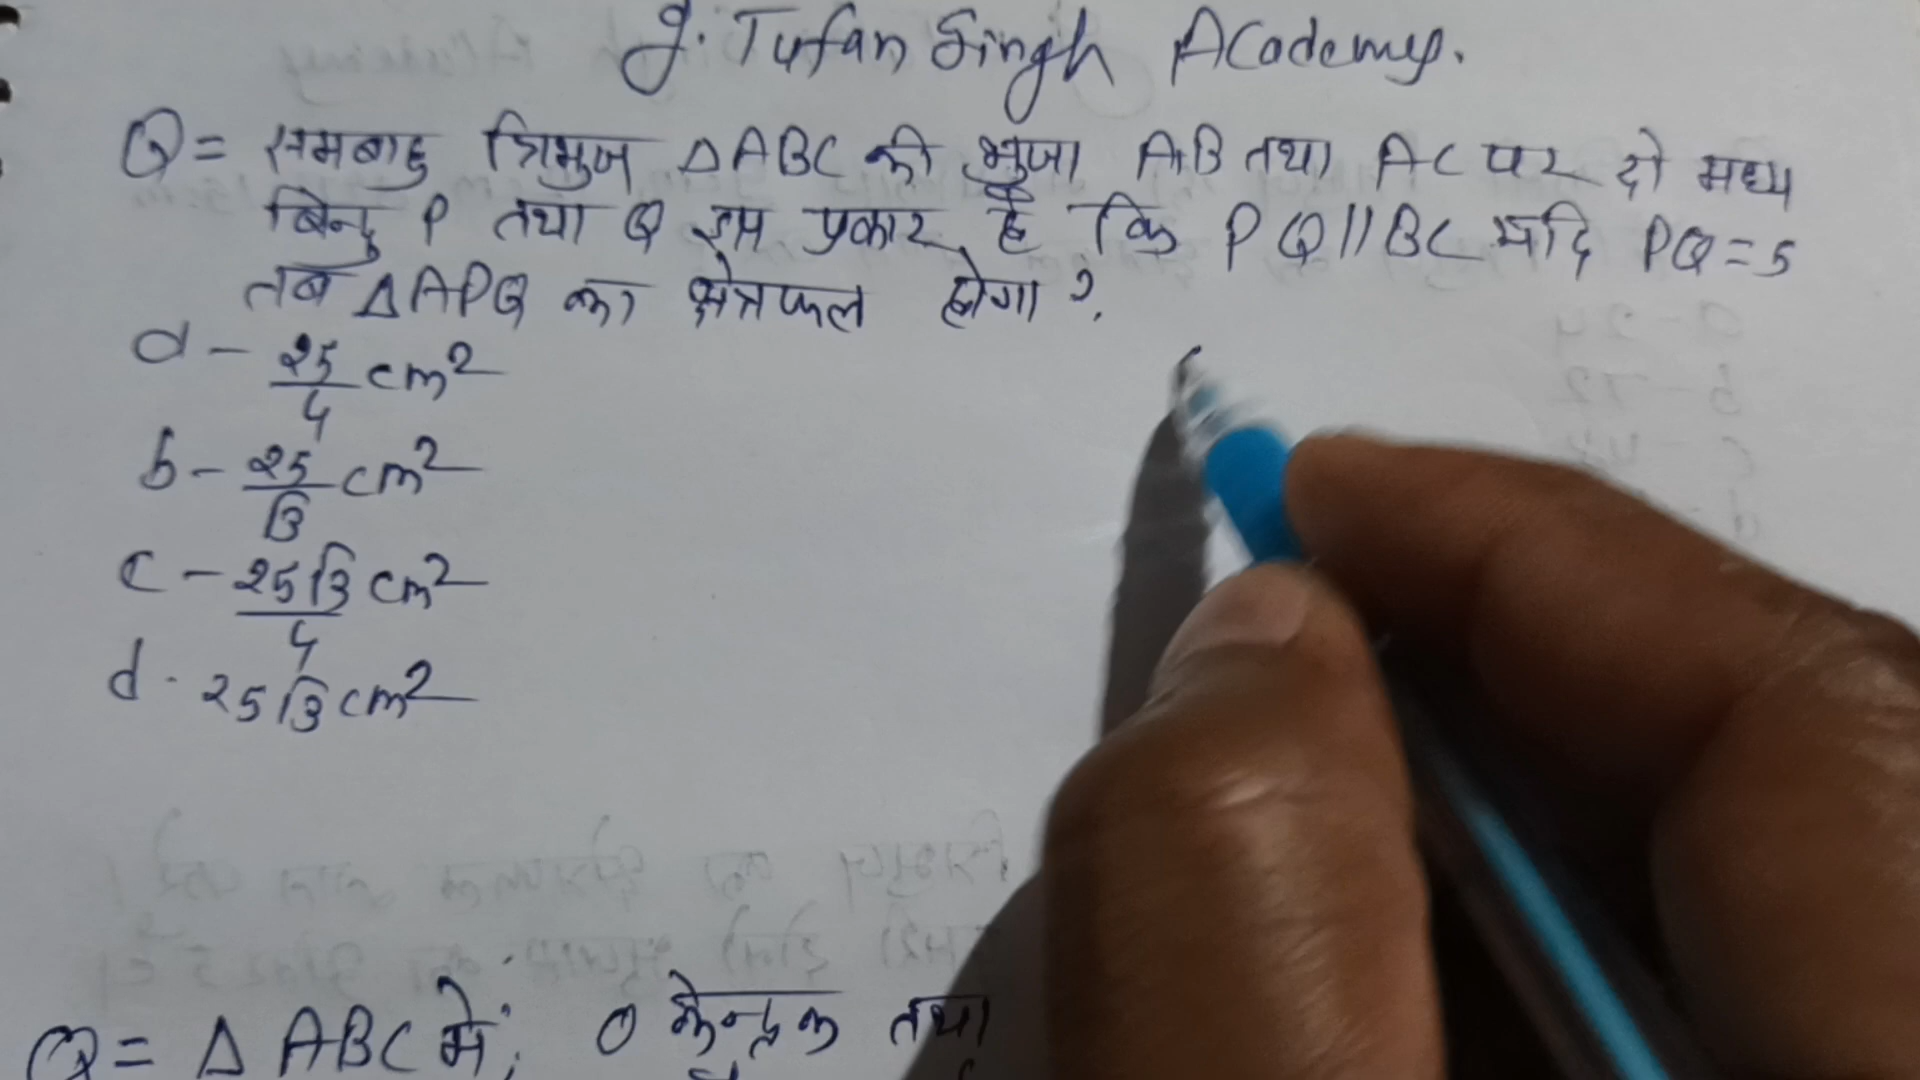 J. Tufan Singh Academy.
Q = समबाहु त्रिभुज △ABC की भुजा AB तथा AC पर दो मध्य
बिन्दु P तथा Q इस प्रकार है कि PQ//BC यदि PQ=5
तब △APQ का क्षेत्रफल होगा ?
a - 25/4 cm²
b - 25/√3 cm²
c - 25√3/4 cm²
d - 25√3 cm²
Q = △ABC में, O केन्द्रक तथा